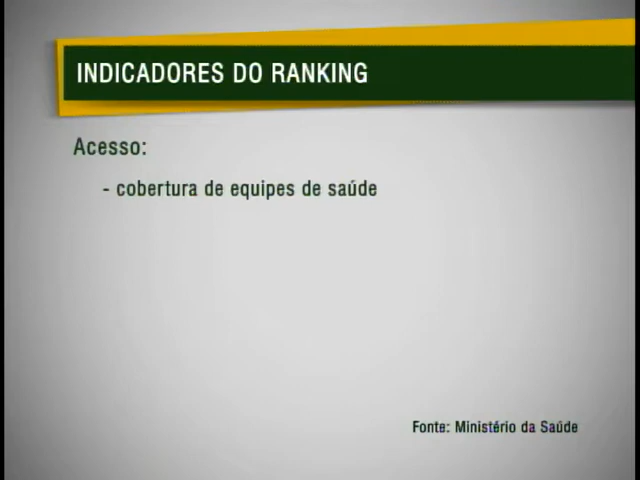 INDICADORES DO RANKING
Acesso:
- cobertura de equipes de saúde
Fonte: Ministério da Saúde